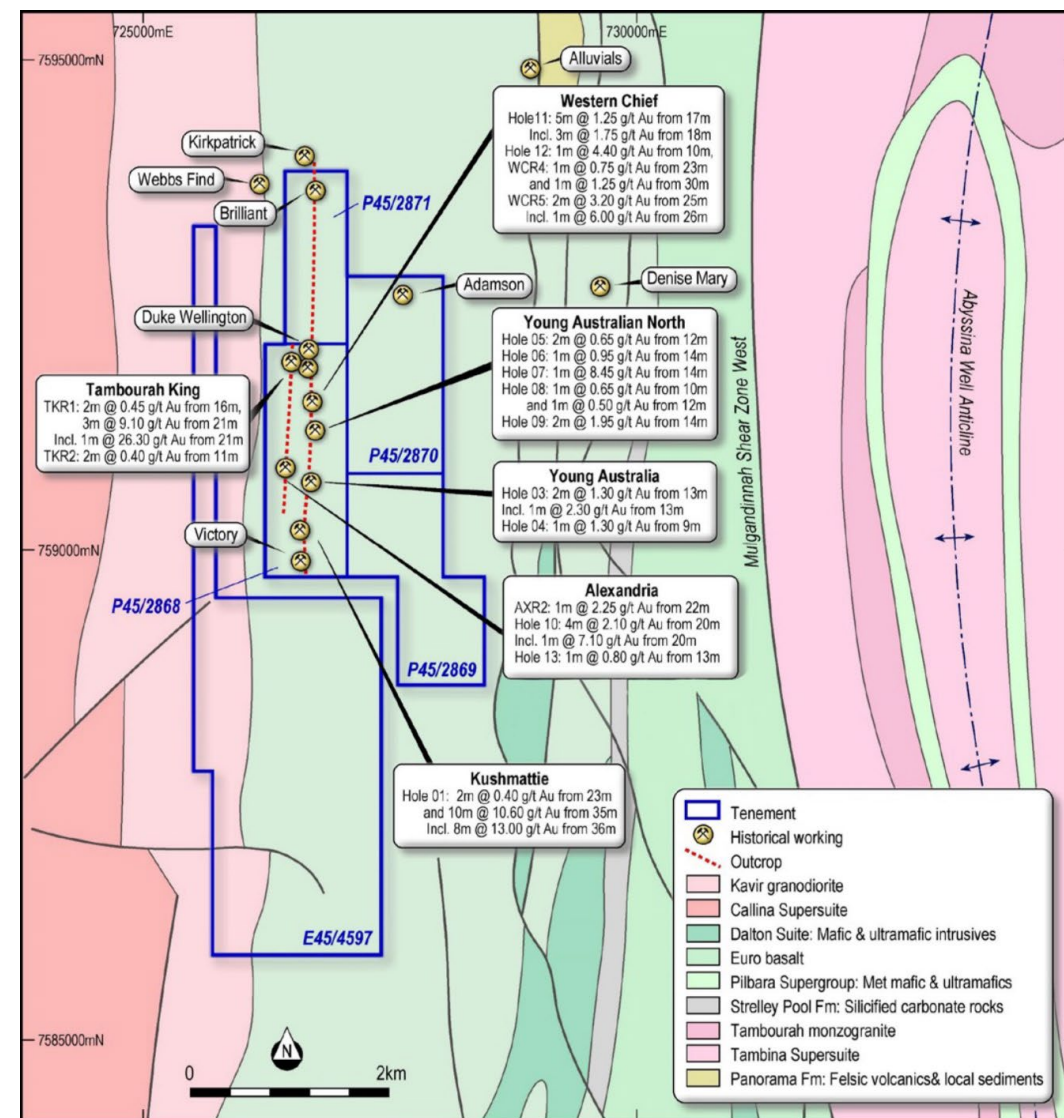 725000mE
730000mE
7595000mN
Alluvials
Western Chief
Hole11: 5m @ 1.25 g/t Au from 17m
Incl. 3m @ 1.75 g/t Au from 18m
Hole 12: 1m @ 4.40 g/t Au from 10m,
WCR4: 1m @ 0.75 g/t Au from 23m
and 1m @ 1.25 g/t Au from 30m
WCR5: 2m @ 3.20 g/t Au from 25m
Incl. 1m @ 6.00 g/t Au from 26m
Kirkpatrick
Webbs Find
Brilliant
P45/2871
Adamson
Denise Mary
Duke Wellington
Young Australian North
Hole 05: 2m @ 0.65 g/t Au from 12m
Hole 06: 1m @ 0.95 g/t Au from 14m
Hole 07: 1m @ 8.45 g/t Au from 14m
Hole 08: 1m @ 0.65 g/t Au from 10m
and 1m @ 0.50 g/t Au from 12m
Hole 09: 2m @ 1.95 g/t Au from 14m
Mulgandinnah Shear Zone West
Abyssina Well Anticline
Tambourah King
TKR1: 2m @ 0.45 g/t Au from 16m,
3m @ 9.10 g/t Au from 21m
Incl. 1m @ 26.30 g/t Au from 21m
TKR2: 2m @ 0.40 g/t Au from 11m
P45/2870
Young Australia
Hole 03: 2m @ 1.30 g/t Au from 13m
Incl. 1m @ 2.30 g/t Au from 13m
Hole 04: 1m @ 1.30 g/t Au from 9m
Victory
759000mN
P45/2868
Alexandria
AXR2: 1m @ 2.25 g/t Au from 22m
Hole 10: 4m @ 2.10 g/t Au from 20m
Incl. 1m @ 7.10 g/t Au from 20m
Hole 13: 1m @ 0.80 g/t Au from 13m
P45/2869
Kushmattie
Hole 01: 2m @ 0.40 g/t Au from 23m
and 10m @ 10.60 g/t Au from 35m
Incl. 8m @ 13.00 g/t Au from 36m
E45/4597
7585000mN
N
0
2km
Tenement
Historical working
Outcrop
Kavir granodiorite
Callina Supersuite
Dalton Suite: Mafic & ultramafic intrusives
Euro basalt
Pilbara Supergroup: Met mafic & ultramafics
Strelley Pool Fm: Silicified carbonate rocks
Tambourah monzogranite
Tambina Supersuite
Panorama Fm: Felsic volcanics& local sediments